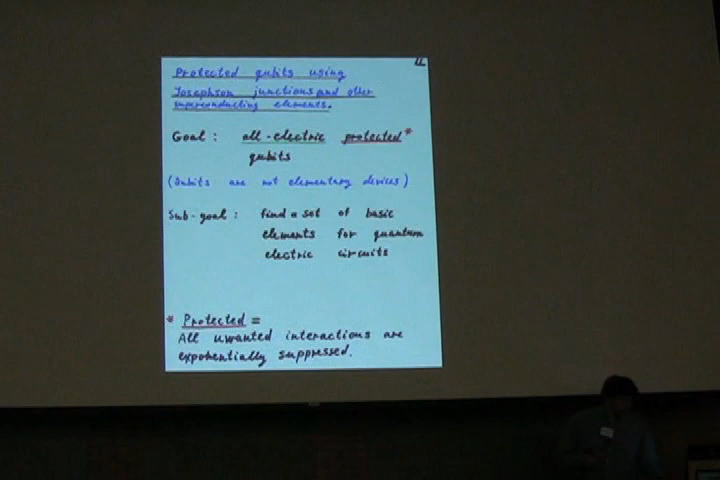 Protected qubits using
Josephson junctions and other
superconducting elements.
Goal: all-electric protected*
qubits
(Qubits are not elementary devices)
Sub-goal: find a set of basic
elements for quantum
electric circuits
* Protected =
All unwanted interactions are
exponentially suppressed.